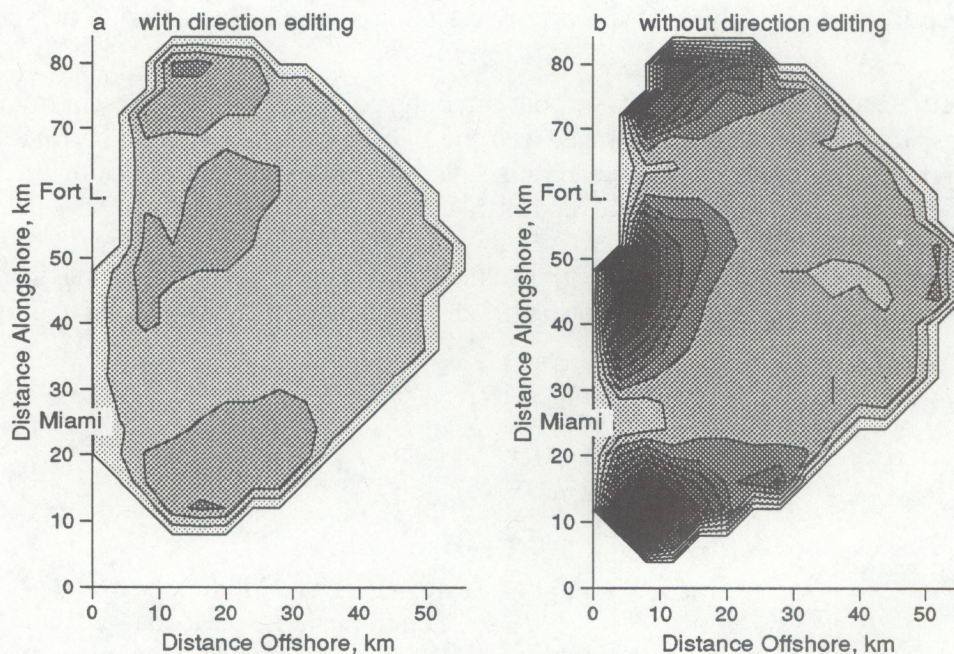 a with direction editing
80
70
Fort L.
50
40
30
Miami
20
10
0
Distance Alongshore, km
0 10 20 30 40 50
Distance Offshore, km
b without direction editing
80
70
Fort L.
50
40
30
Miami
20
10
0
Distance Alongshore, km
0 10 20 30 40 50
Distance Offshore, km